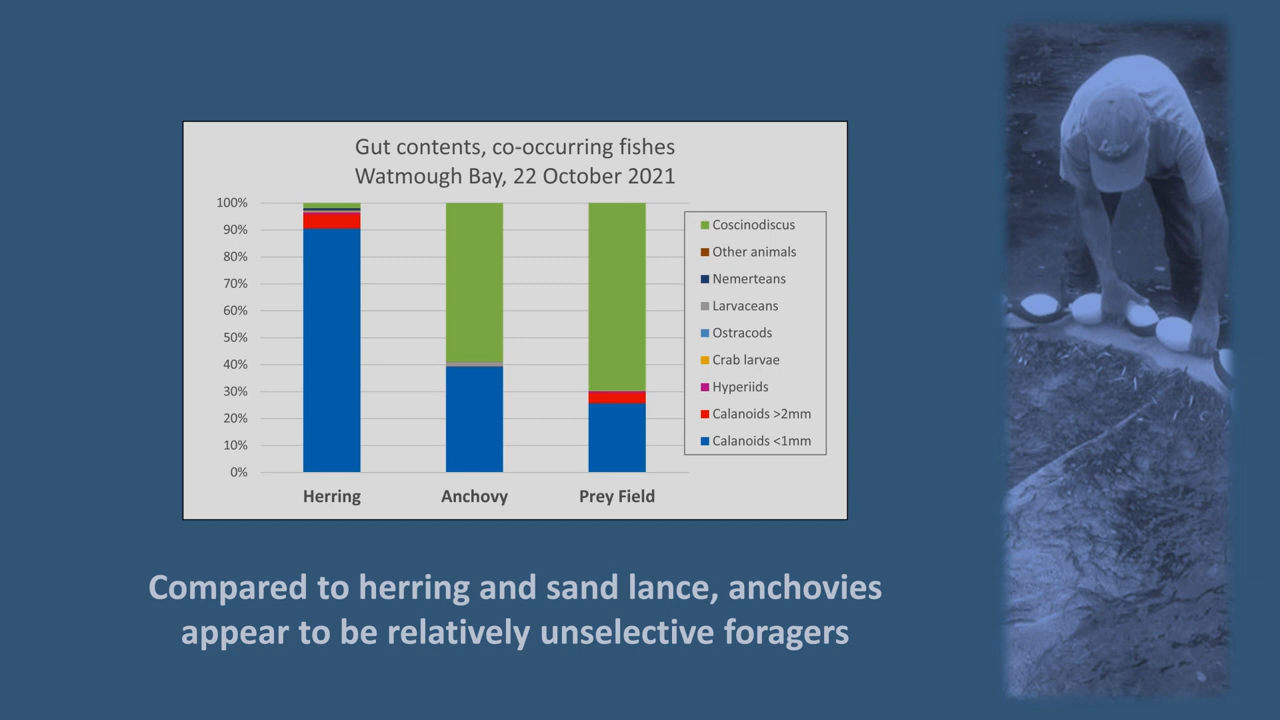 Gut contents, co-occurring fishes
Watmough Bay, 22 October 2021
100%
90%
80%
70%
60%
50%
40%
30%
20%
10%
0%
Herring
Anchovy
Prey Field
Coscinodiscus
Other animals
Nemerteans
Larvaceans
Ostracods
Crab larvae
Hyperiids
Calanoids >2mm
Calanoids <1mm
Compared to herring and sand lance, anchovies
appear to be relatively unselective foragers